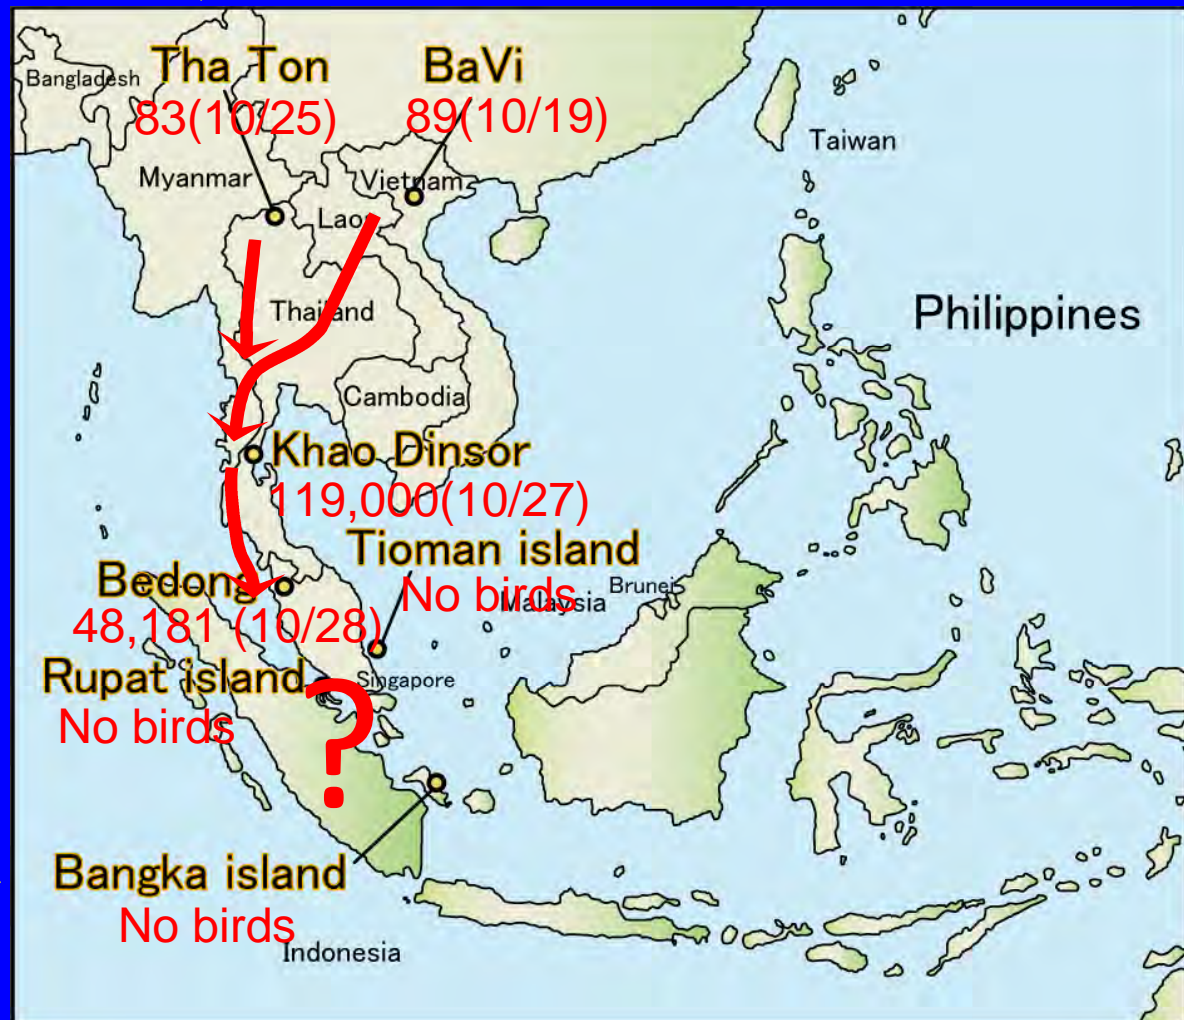 Tha Ton
BaVi
Bangladesh
83(10/25)
89(10/19)
Taiwan
Myanmar
Vietnam
Laos
Thailand
Philippines
Cambodia
Khao Dinsor
119,000(10/27)
Tioman island
Bedong
No birds
Malaysia
Brunei
48,181 (10/28)
Rupat island
Singapore
No birds
?
Bangka island
No birds
Indonesia